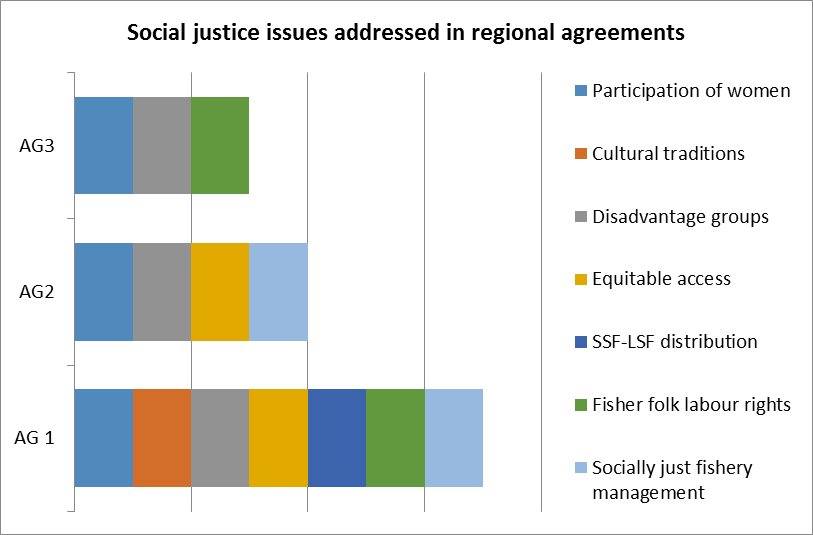 Social justice issues addressed in regional agreements
AG3
AG2
AG 1
Participation of women
Cultural traditions
Disadvantage groups
Equitable access
SSF-LSF distribution
Fisher folk labour rights
Socially just fishery
management